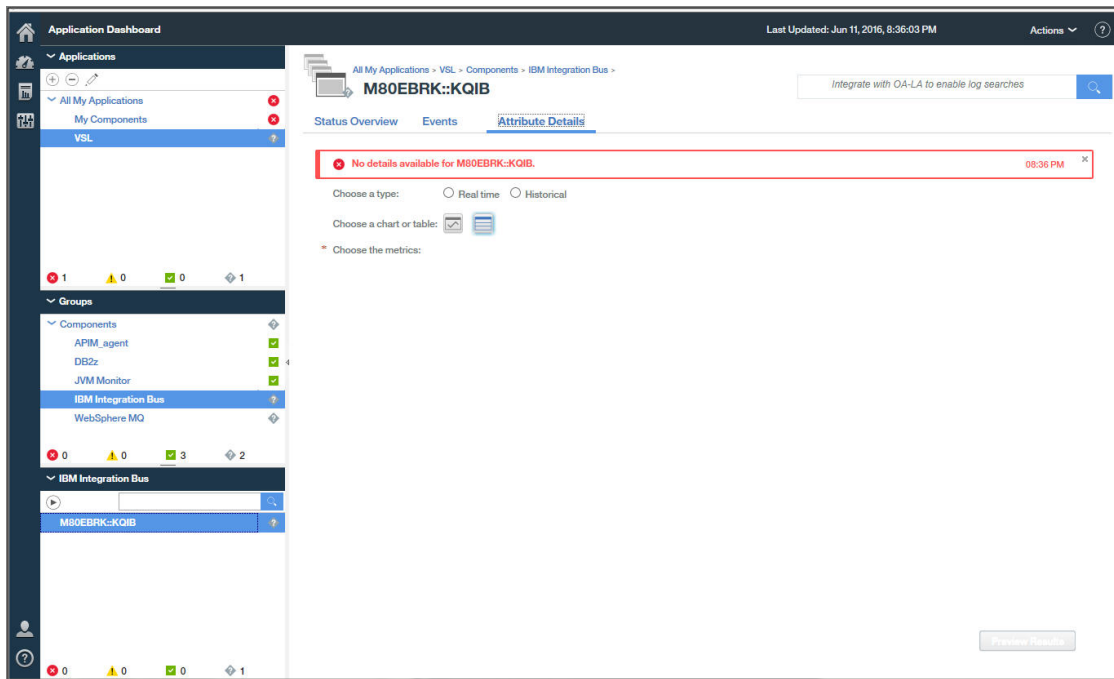 Application Dashboard
Last Updated: Jun 11, 2016, 8:36:03 PM
Actions
?
Applications
All My Applications
My Components
VSL
1 0 0 1
Groups
Components
APIM_agent
DB2z
JVM Monitor
IBM Integration Bus
WebSphere MQ
0 0 3 2
IBM Integration Bus
M80EBRK::KQIB
0 0 0 1
All My Applications > VSL > Components > IBM Integration Bus >
M80EBRK::KQIB
Integrate with OA-LA to enable log searches
Status Overview Events Attribute Details
No details available for M80EBRK::KQIB. 08:36 PM
Choose a type: Real time Historical
Choose a chart or table:
* Choose the metrics:
Preview Results